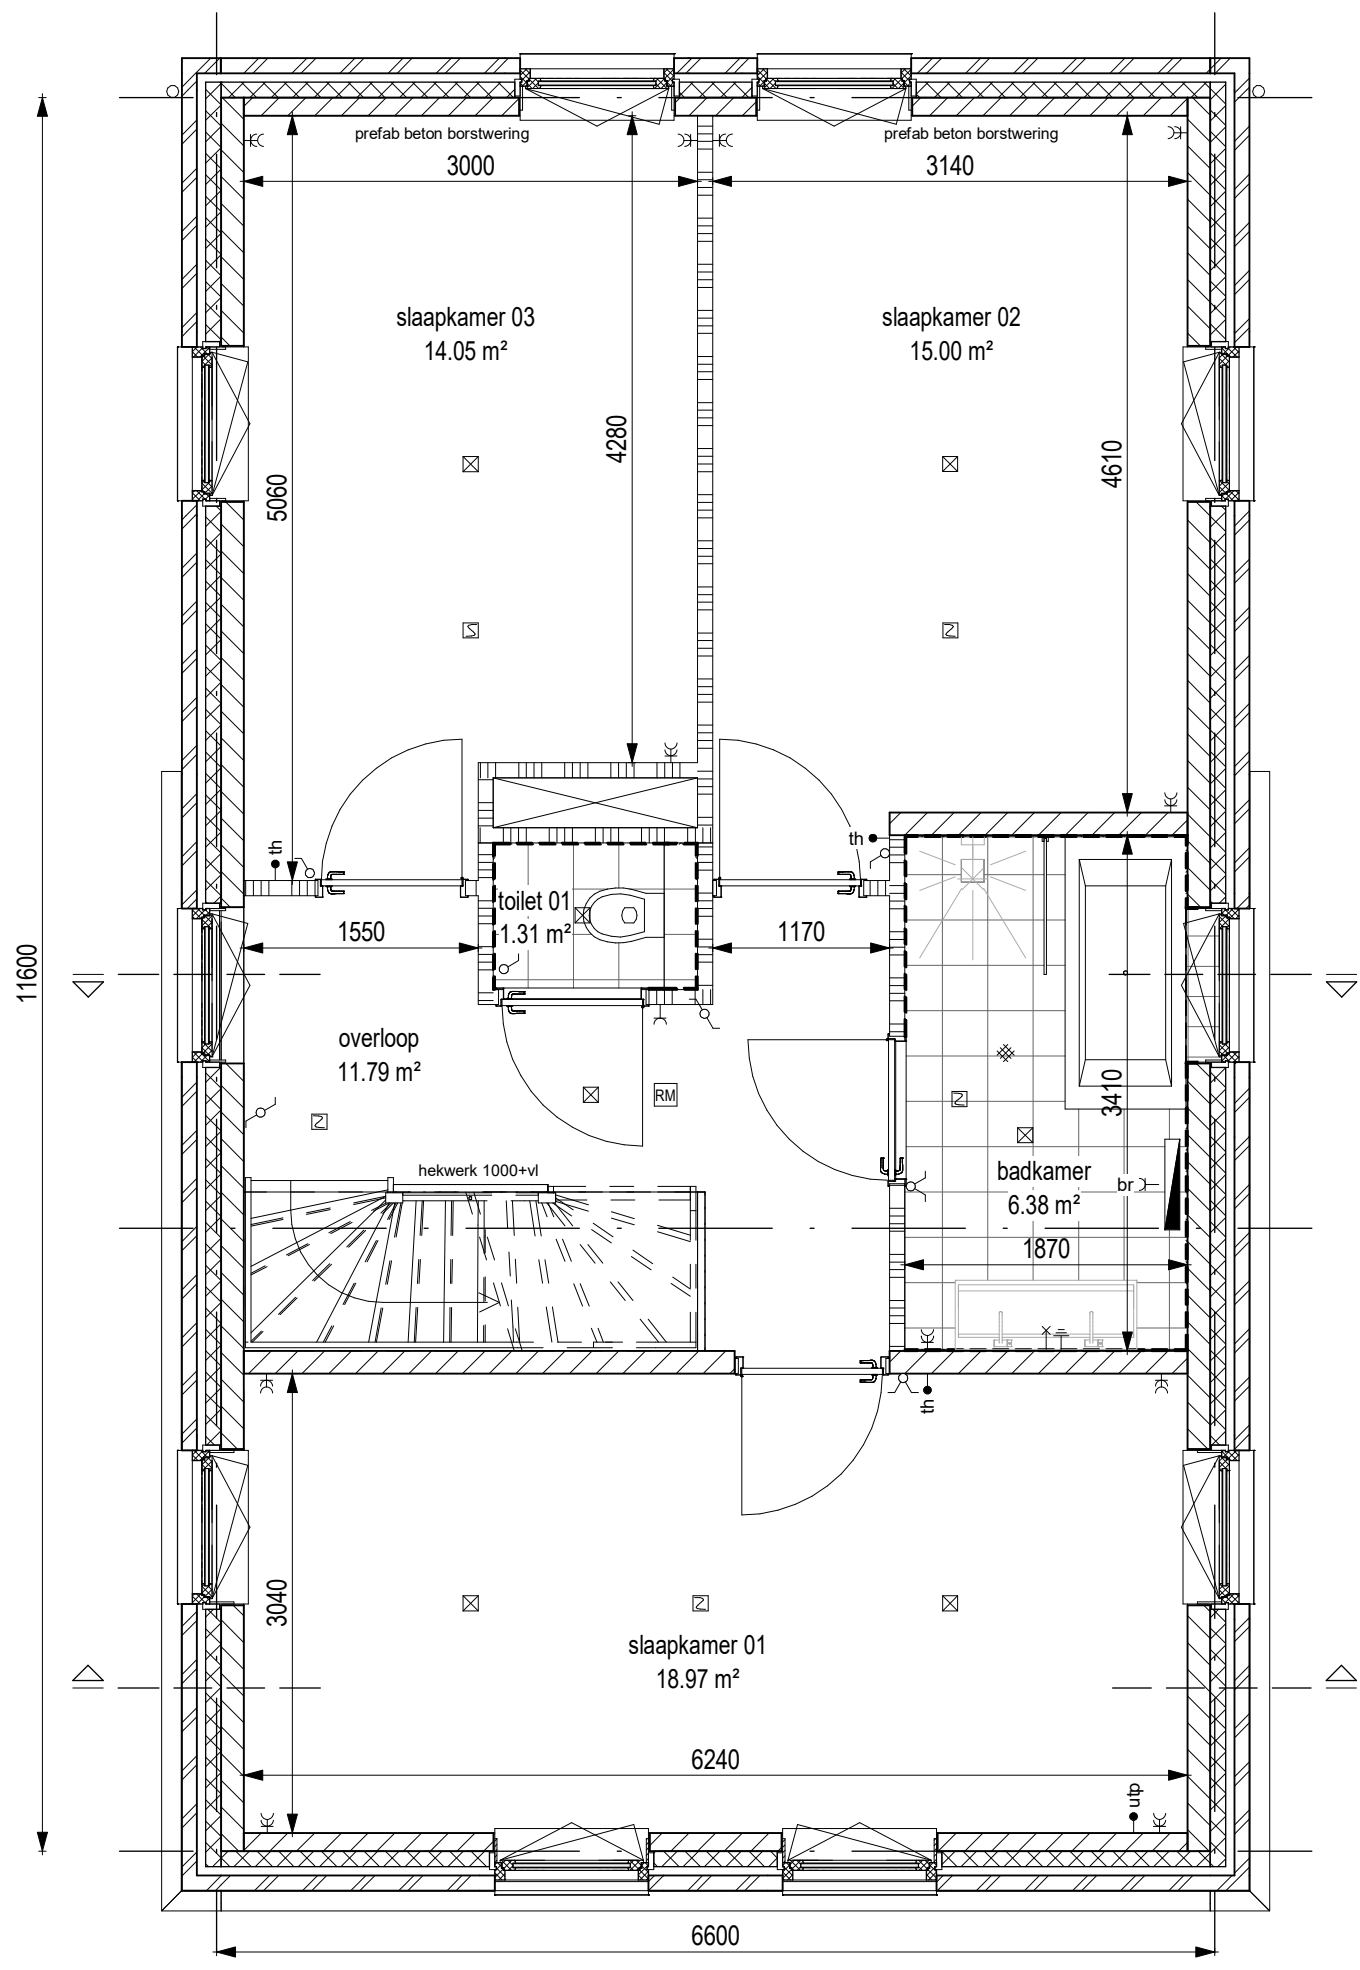 prefab beton borstwering
prefab beton borstwering
3000
3140
slaapkamer 03
14.05 m²
slaapkamer 02
15.00 m²
4280
4610
5060
th
th
toilet 01
1.31 m²
1550
1170
11600
overloop
11.79 m²
RM
3410
hekwerk 1000+vl
badkamer
6.38 m²
br
1870
th
3040
slaapkamer 01
18.97 m²
6240
utp
6600